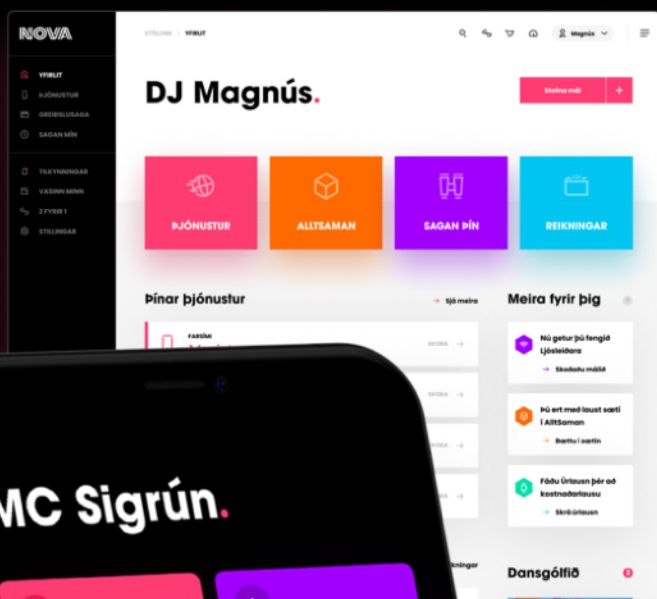 NOVA
YFIRLIT
ÞJÓNUSTUR
GREIÐSLUSAGA
SAGAN MÍN
TILKYNNINGAR
VASINN MINN
2 FYRIR 1
STILLINGAR
STÓLLINN | YFIRLIT
Magnús
DJ Magnús.
Stofna mál +
ÞJÓNUSTUR
ALLTSAMAN
SAGAN ÞÍN
REIKNINGAR
Þínar þjónustur
→ Sjá meira
FARSÍMI
SKOÐA →
SKOÐA →
SKOÐA →
→
Meira fyrir þig
Nú getur þú fengið
Ljósleiðara
→ Skoðaðu málið
Þú ert með laust sæti
í AlltSaman
→ Bættu í sætin
Fáðu Úrlausn þér að
kostnaðarlausu
→ Skrá úrlausn
Dansgólfið
2
MC Sigrún.